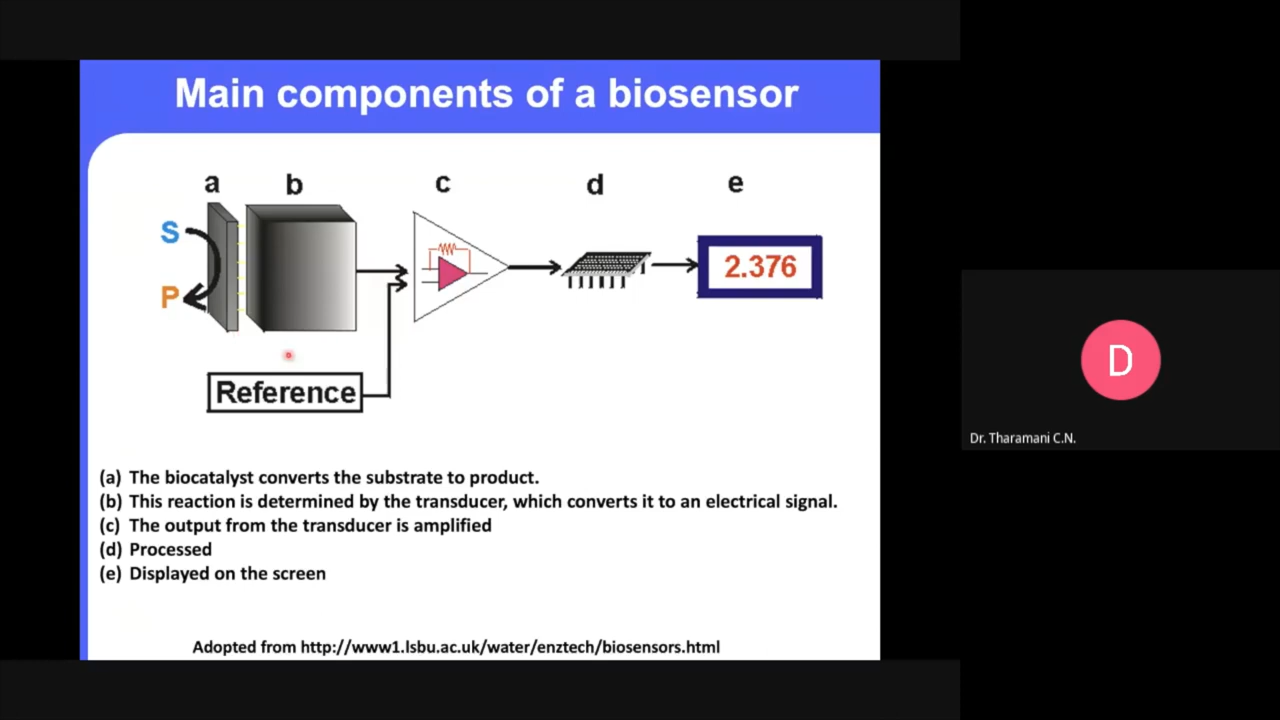 Main components of a biosensor
a b c d e
S
P
2.376
Reference
(a) The biocatalyst converts the substrate to product.
(b) This reaction is determined by the transducer, which converts it to an electrical signal.
(c) The output from the transducer is amplified
(d) Processed
(e) Displayed on the screen
Adopted from http://www1.lsbu.ac.uk/water/enztech/biosensors.html
D
Dr. Tharamani C.N.